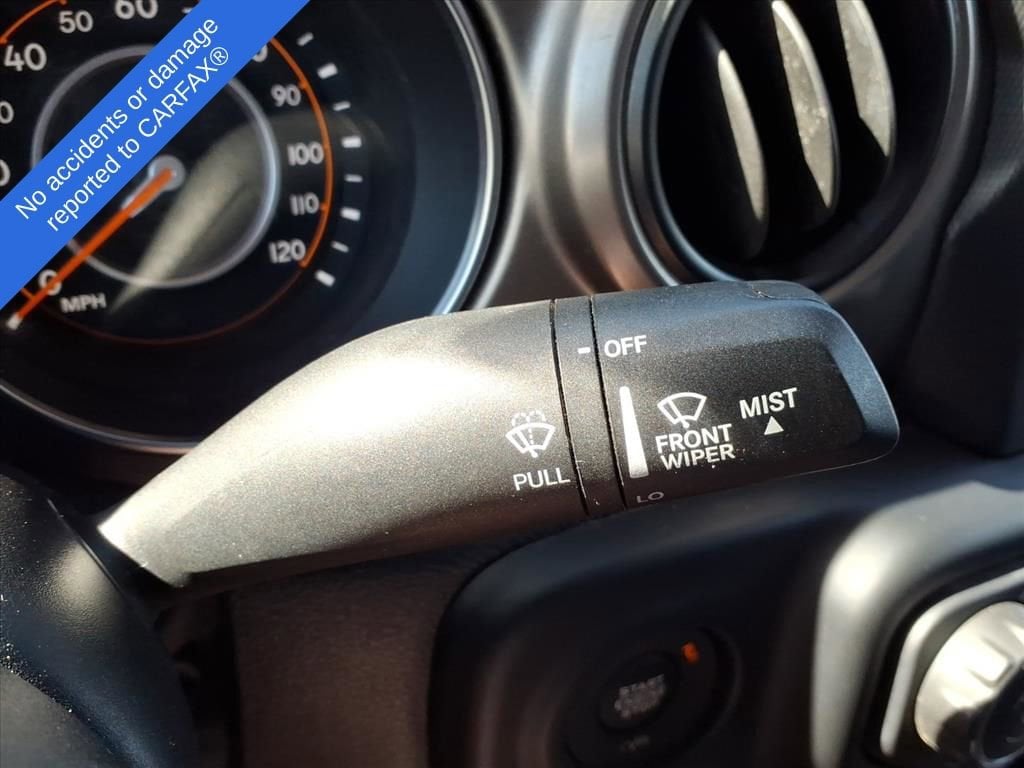 No accidents or damage
reported to CARFAX®
40
50
60
90
100
110
120
0
MPH
OFF
MIST
FRONT
WIPER
PULL
LO